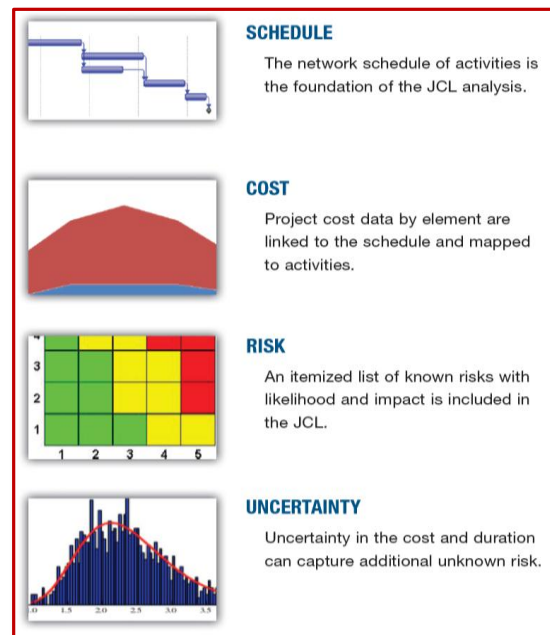 SCHEDULE
The network schedule of activities is
the foundation of the JCL analysis.
COST
Project cost data by element are
linked to the schedule and mapped
to activities.
3
2
1
1 2 3 4 5
RISK
An itemized list of known risks with
likelihood and impact is included in
the JCL.
.0 1.5 2.0 2.5 3.0 3.5
UNCERTAINTY
Uncertainty in the cost and duration
can capture additional unknown risk.